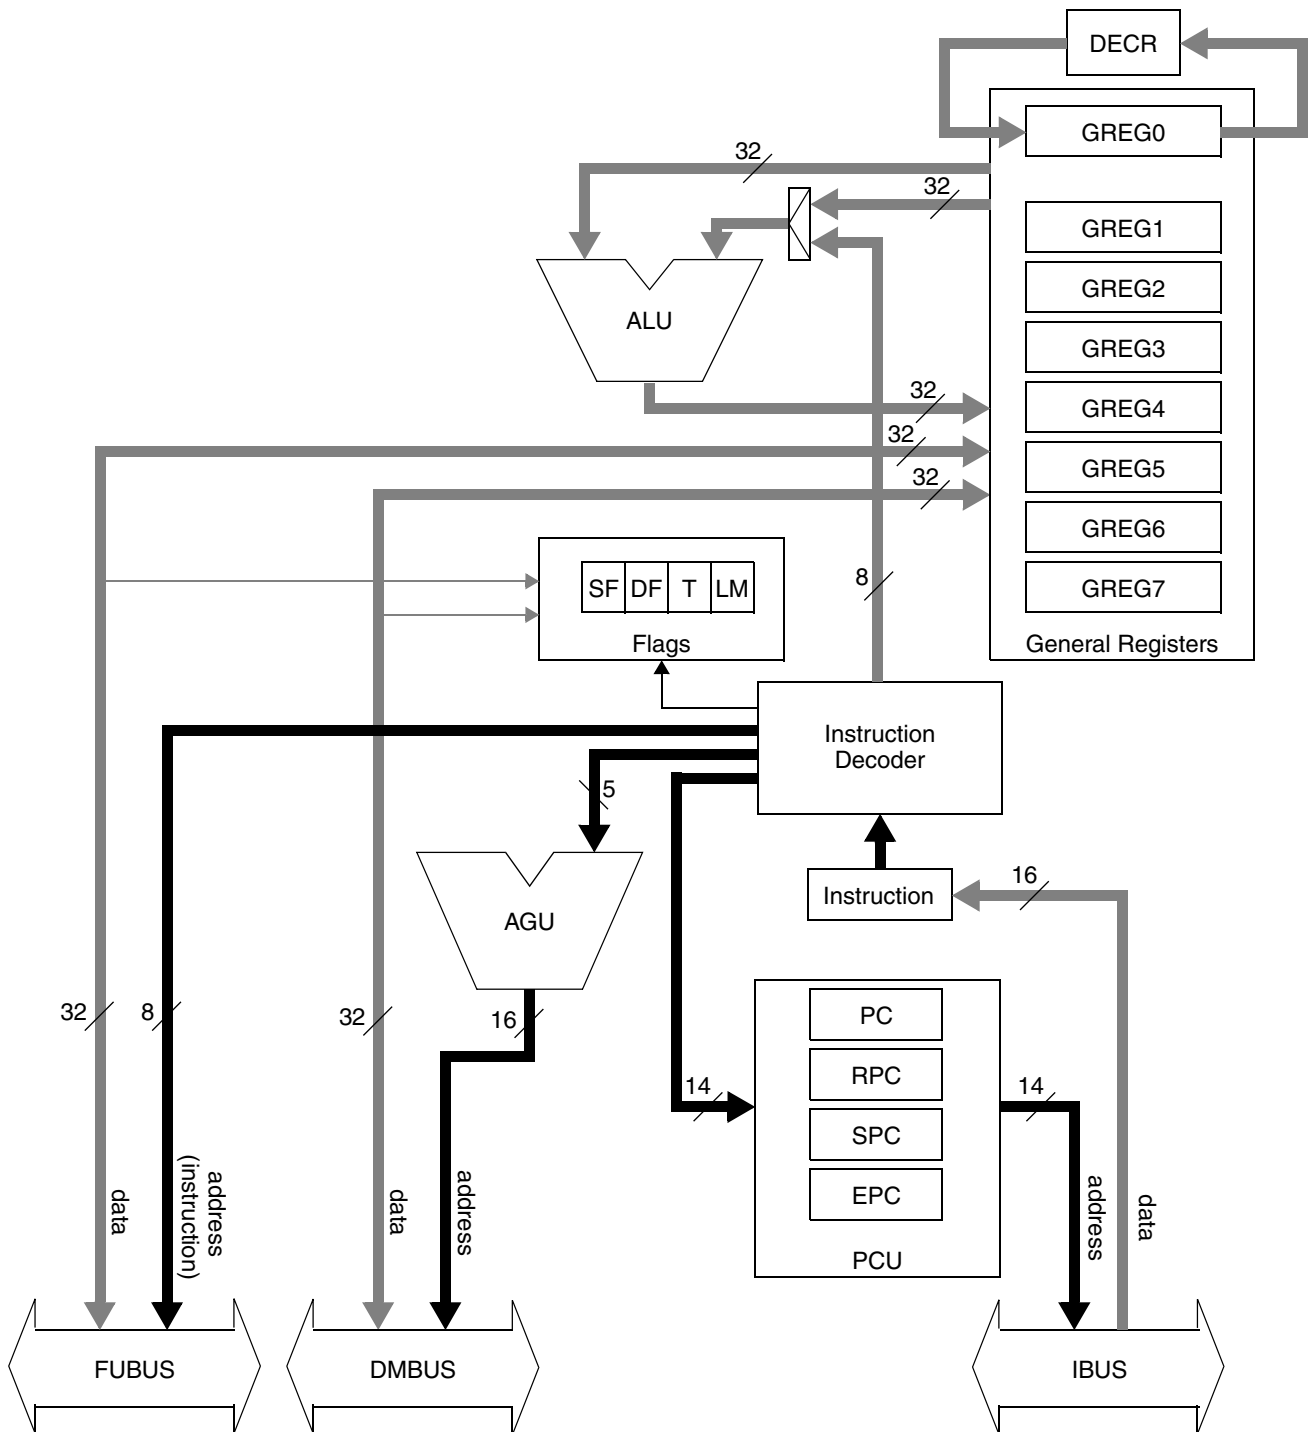 DECR
GREG0
32
32
GREG1
GREG2
ALU
GREG3
32
GREG4
32
GREG5
32
GREG6
8
SF DF T LM
GREG7
Flags
General Registers
Instruction
Decoder
5
Instruction
16
AGU
32
8
32
16
PC
RPC
14
14
SPC
EPC
PCU
data
address
(instruction)
data
address
address
data
FUBUS
DMBUS
IBUS